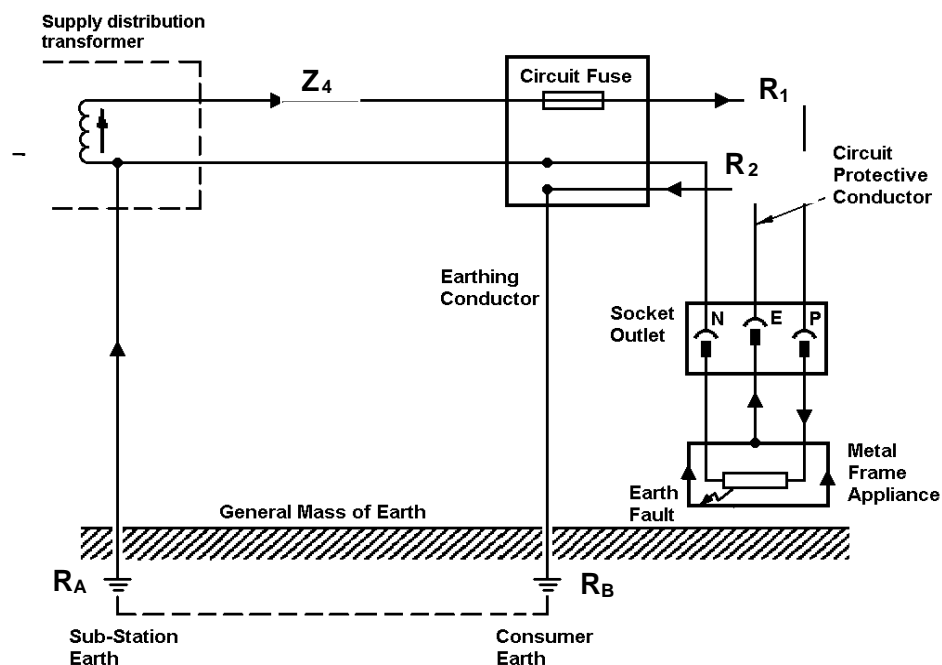 Supply distribution
transformer
Z4
Circuit Fuse
R1
R2
Circuit
Protective
Conductor
Earthing
Conductor
Socket
Outlet
N E P
Metal
Frame
Appliance
Earth
Fault
General Mass of Earth
RA
RB
Sub-Station
Earth
Consumer
Earth